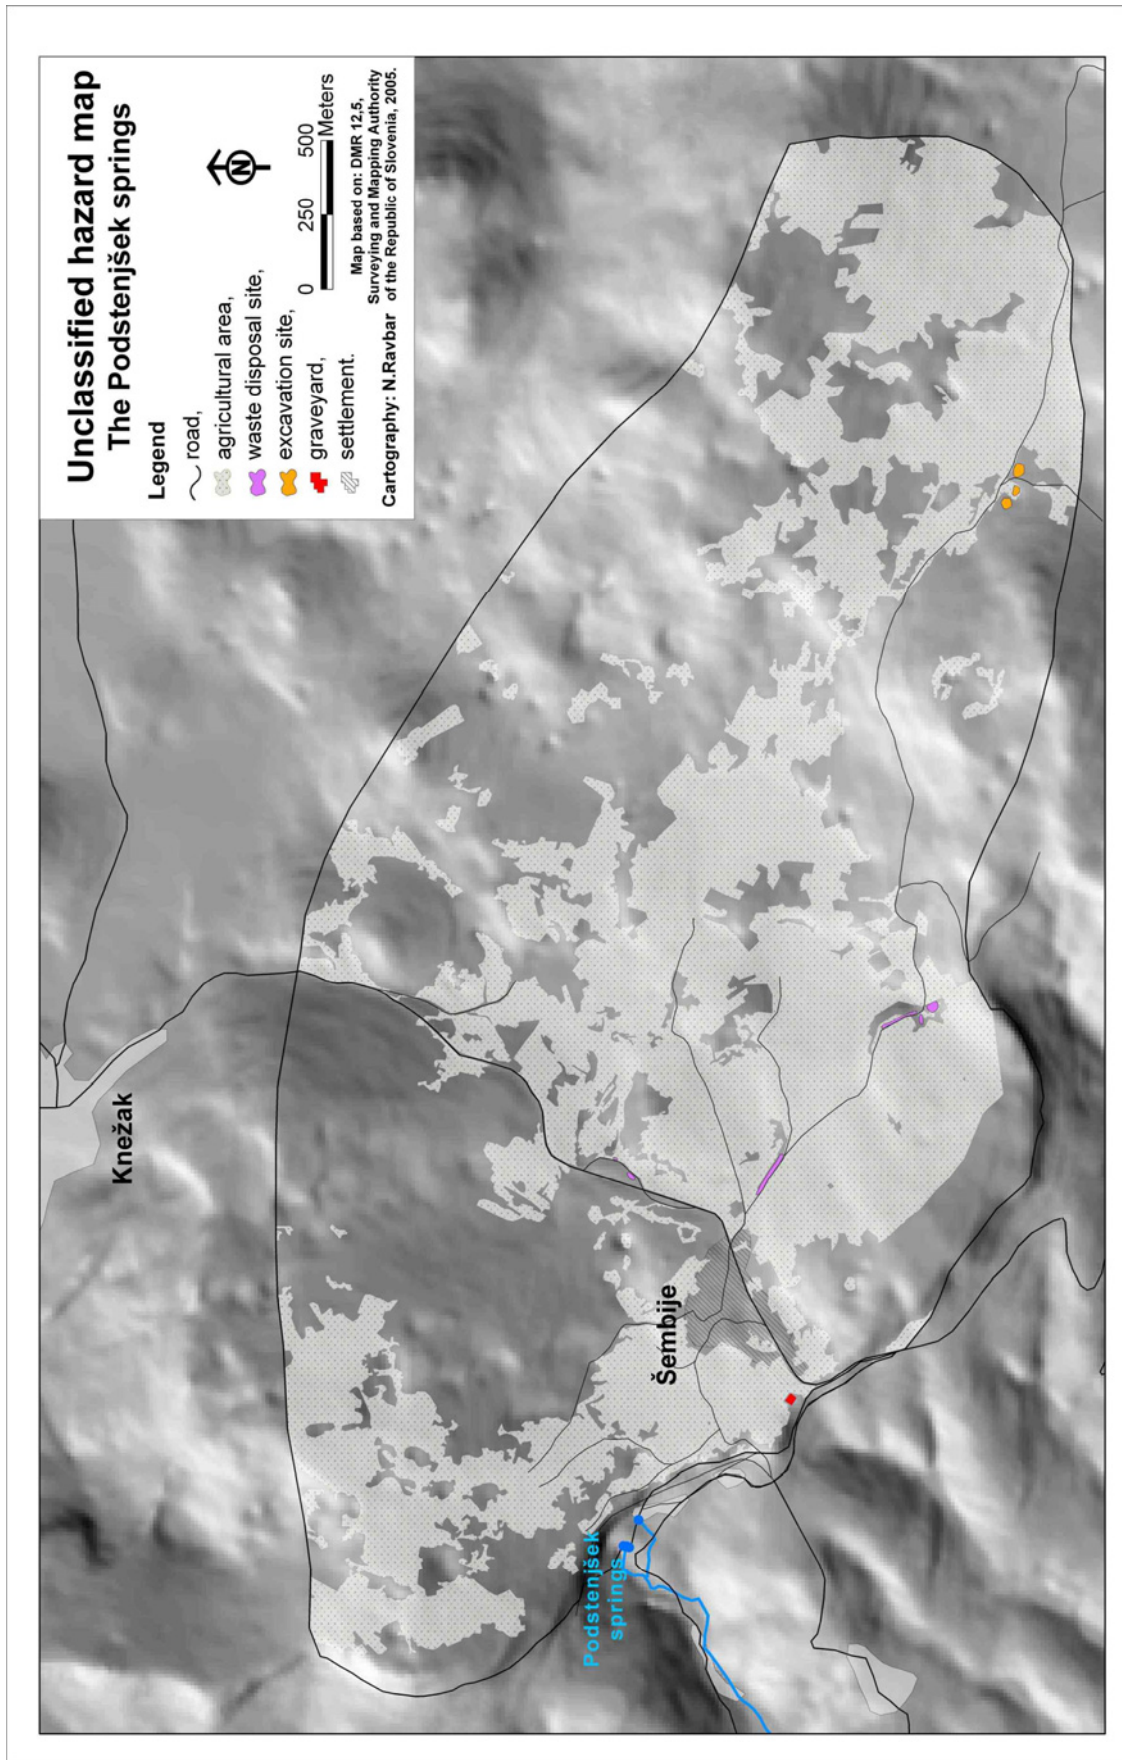 Unclassified hazard map
The Podstenjšek springs
Legend
road,
agricultural area,
waste disposal site,
excavation site,
graveyard,
settlement.
N
0 250 500
Meters
Map based on: DMR 12,5,
Surveying and Mapping Authority
of the Republic of Slovenia, 2005.
Cartography: N.Ravbar
Knežak
Šembije
Podstenjšek
springs